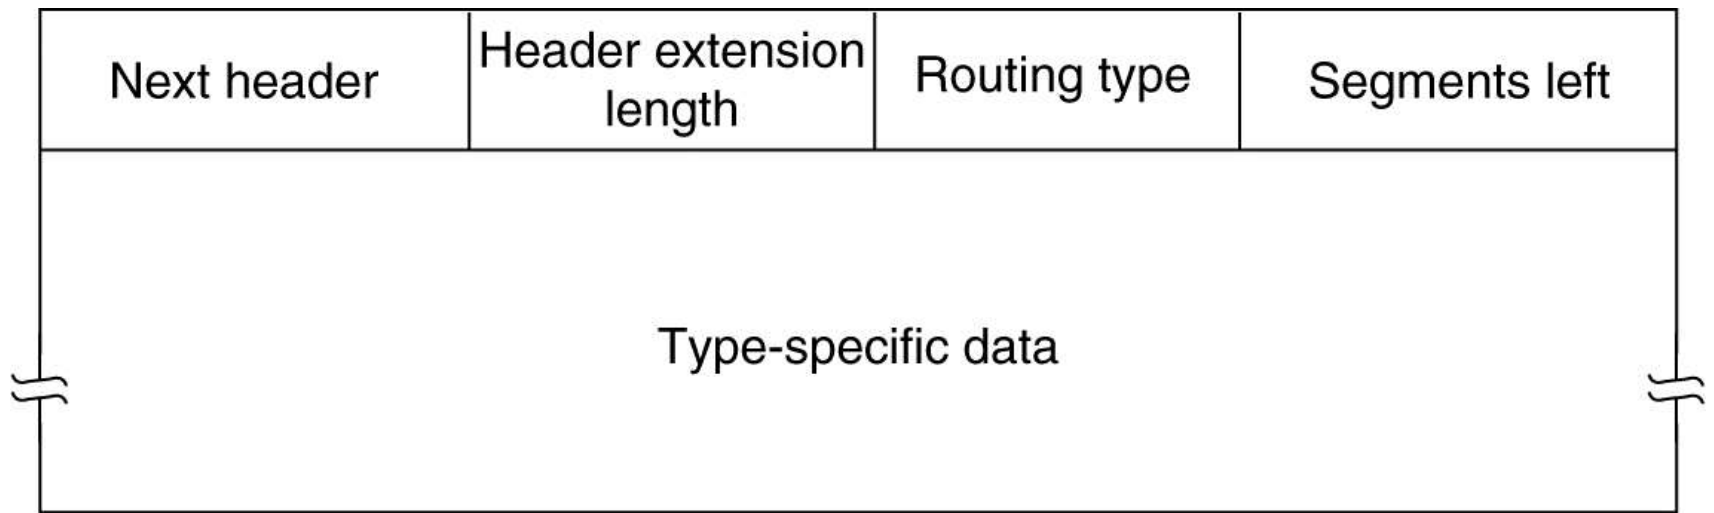 Next header
Header extension
length
Routing type
Segments left
Type-specific data